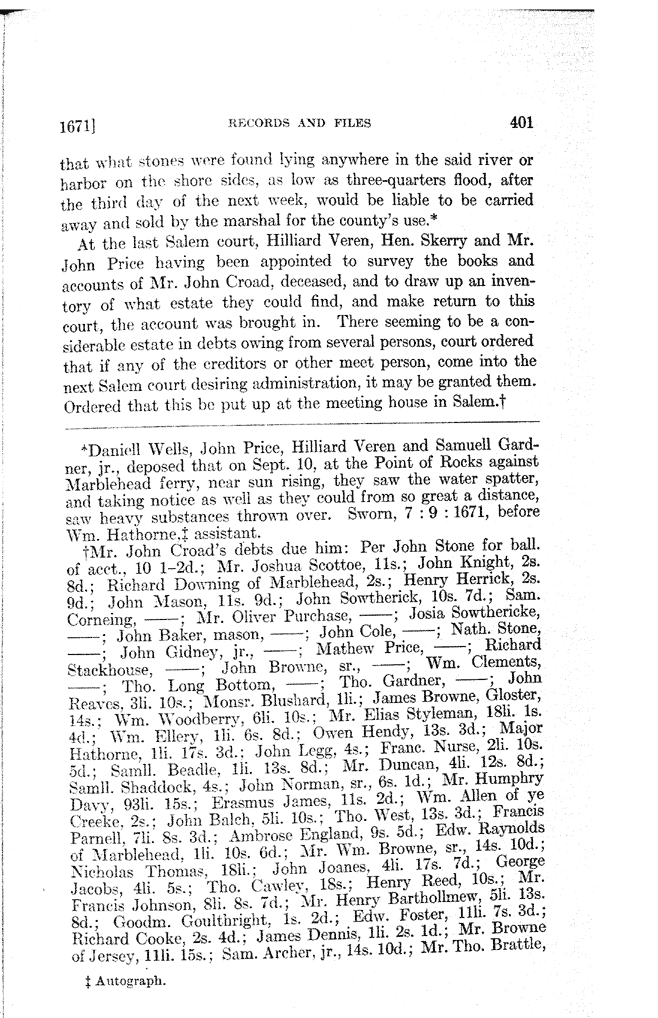 1671] RECORDS AND FILES 401
that what stones were found lying anywhere in the said river or
harbor on the shore sides, as low as three-quarters flood, after
the third day of the next week, would be liable to be carried
away and sold by the marshal for the county's use.*
At the last Salem court, Hilliard Veren, Hen. Skerry and Mr.
John Price having been appointed to survey the books and
accounts of Mr. John Croad, deceased, and to draw up an inven-
tory of what estate they could find, and make return to this
court, the account was brought in. There seeming to be a con-
siderable estate in debts owing from several persons, court ordered
that if any of the creditors or other meet person, come into the
next Salem court desiring administration, it may be granted them.
Ordered that this be put up at the meeting house in Salem.†
*Daniell Wells, John Price, Hilliard Veren and Samuell Gard-
ner, jr., deposed that on Sept. 10, at the Point of Rocks against
Marblehead ferry, near sun rising, they saw the water spatter,
and taking notice as well as they could from so great a distance,
saw heavy substances thrown over. Sworn, 7 : 9 : 1671, before
Wm. Hathorne,‡ assistant.
†Mr. John Croad's debts due him: Per John Stone for ball.
of acct., 10 1-2d.; Mr. Joshua Scottoe, 11s.; John Knight, 2s.
8d.; Richard Downing of Marblehead, 2s.; Henry Herrick, 2s.
9d.; John Mason, 11s. 9d.; John Sowtherick, 10s. 7d.; Sam.
Corneing, ——; Mr. Oliver Purchase, ——; Josia Sowthericke,
——; John Baker, mason, ——; John Cole, ——; Nath. Stone,
——; John Gidney, jr., ——; Mathew Price, ——; Richard
Stackhouse, ——; John Browne, sr., ——; Wm. Clements,
——; Tho. Long Bottom, ——; Tho. Gardner, ——; John
Reaves, 3li. 10s.; Monsr. Blushard, 1li.; James Browne, Gloster,
14s.; Wm. Woodberry, 6li. 10s.; Mr. Elias Styleman, 18li. 1s.
4d.; Wm. Ellery, 1li. 6s. 8d.; Owen Hendy, 13s. 3d.; Major
Hathorne, 1li. 17s. 3d.; John Legg, 4s.; Franc. Nurse, 2li. 10s.
5d.; Samll. Beadle, 1li. 13s. 8d.; Mr. Duncan, 4li. 12s. 8d.;
Samll. Shaddock, 4s.; John Norman, sr., 6s. 1d.; Mr. Humphry
Davy, 93li. 15s.; Erasmus James, 11s. 2d.; Wm. Allen of ye
Creeke, 2s.; John Balch, 5li. 10s.; Tho. West, 13s. 3d.; Francis
Parnell, 7li. 8s. 3d.; Ambrose England, 9s. 5d.; Edw. Raynolds
of Marblehead, 1li. 10s. 6d.; Mr. Wm. Browne, sr., 14s. 10d.;
Nicholas Thomas, 18li.; John Joanes, 4li. 17s. 7d.; George
Jacobs, 4li. 5s.; Tho. Cawley, 18s.; Henry Reed, 10s.; Mr.
Francis Johnson, 8li. 8s. 7d.; Mr. Henry Barthollmew, 5li. 13s.
8d.; Goodm. Goulthright, 1s. 2d.; Edw. Foster, 11li. 7s. 3d.;
Richard Cooke, 2s. 4d.; James Dennis, 1li. 2s. 1d.; Mr. Browne
of Jersey, 11li. 15s.; Sam. Archer, jr., 14s. 10d.; Mr. Tho. Brattle,
‡ Autograph.